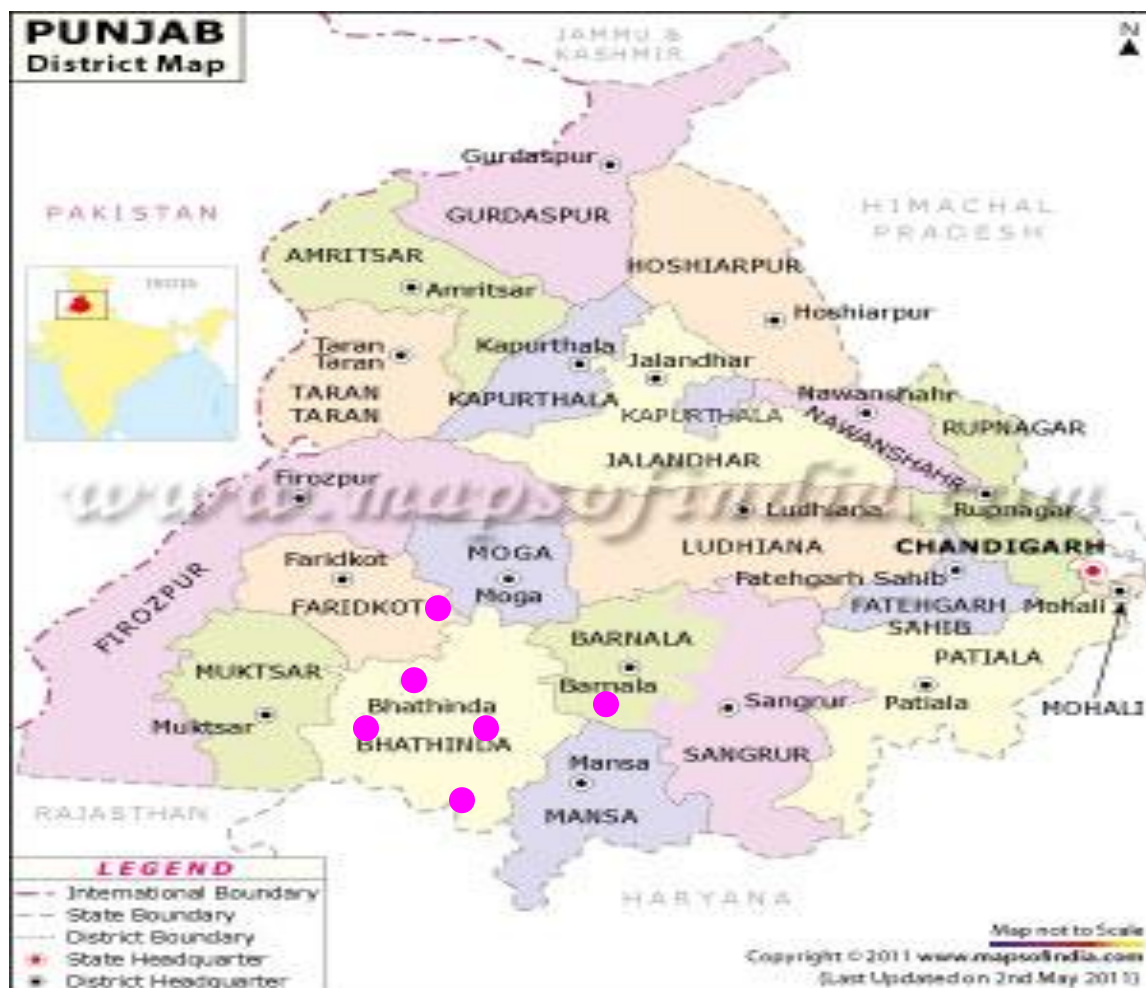 PUNJAB
District Map
JAMMU &
KASHMIR
N
Gurdaspur
GURDASPUR
PAKISTAN
HIMACHAL
PRADESH
AMRITSAR
HOSHIARPUR
INDIA
Amritsar
Hoshiarpur
Taran
Taran
Kapurthala
Jalandhar
TARAN
TARAN
KAPURTHALA
KAPURTHALA
Nawanshahr
NAWANSHAHR
RUPNAGAR
JALANDHAR
Firozpur
www.mapsofindia.com
Ludhiana
Rupnagar
MOGA
LUDHIANA
CHANDIGARH
Faridkot
Moga
Fatehgarh Sahib
FIROZPUR
FARIDKOT
FATEHGARH
SAHIB
Mohali
BARNALA
PATIALA
MUKTSAR
Barnala
Bhathinda
Sangrur
Patiala
MOHALI
Muktsar
BHATHINDA
SANGRUR
Mansa
MANSA
RAJASTHAN
HARYANA
LEGEND
International Boundary
State Boundary
District Boundary
State Headquarter
District Headquarter
Map not to Scale
Copyright © 2011 www.mapsofindia.com
(Last Updated on 2nd May 2011)